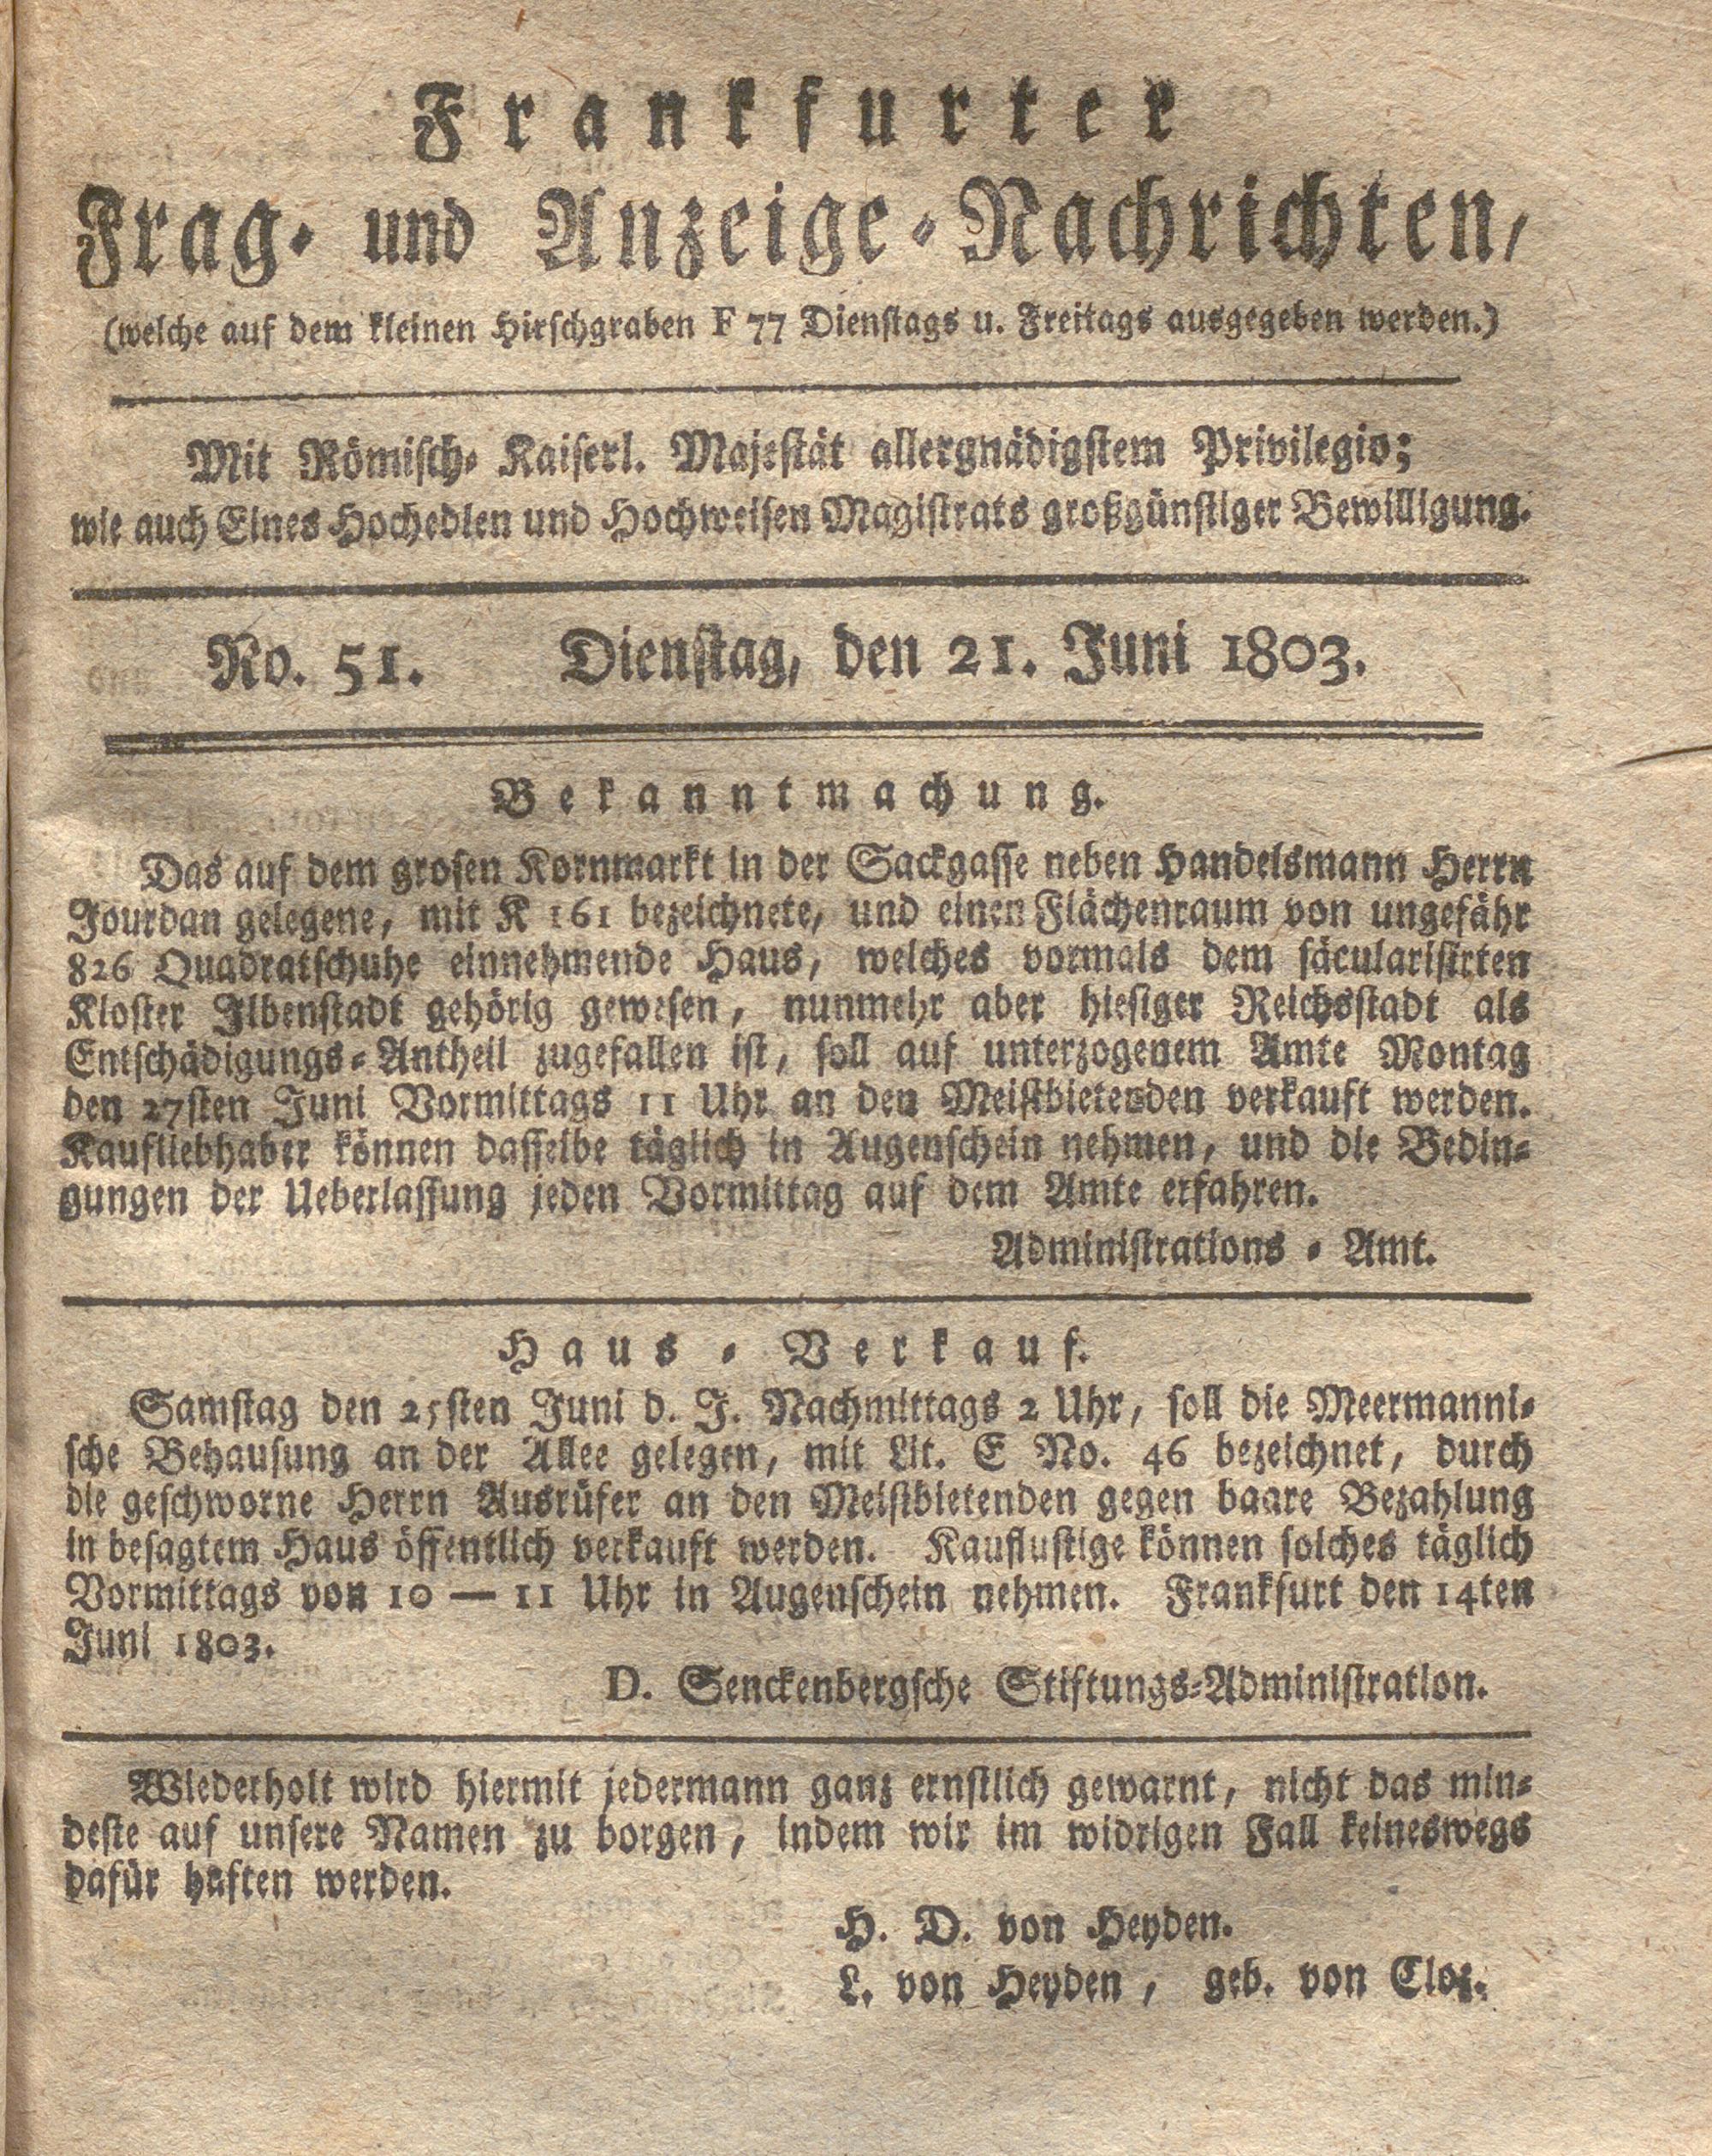 Frankfurter
Frag- und Anzeige-Nachrichten,
(welche auf dem kleinen Hirschgraben F 77 Dienstags u. Freitags ausgegeben werden.)
Mit Römisch- Kaiserl. Majestät allergnädigstem Privilegio;
wie auch Eines Hochedlen und Hochweisen Magistrats großgünstiger Bewilligung.
No. 51. Dienstag, den 21. Juni 1803.
Bekanntmachung.
Das auf dem grosen Kornmarkt in der Sackgasse neben Handelsmann Herrn
Jourdan gelegene, mit K 161 bezeichnete, und einen Flächenraum von ungefähr
826 Quadratschuhe einnehmende Haus, welches vormals dem säcularisirten
Kloster Ilbenstadt gehörig gewesen, nunmehr aber hiesiger Reichsstadt als
Entschädigungs-Antheil zugefallen ist, soll auf unterzogenem Amte Montag
den 27sten Juni Vormittags 11 Uhr an den Meistbietenden verkauft werden.
Kaufliebhaber können dasselbe täglich in Augenschein nehmen, und die Bedin-
gungen der Ueberlassung jeden Vormittag auf dem Amte erfahren.
Administrations - Amt.
Haus - Verkauf.
Samstag den 25sten Juni d. J. Nachmittags 2 Uhr, soll die Meermanni-
sche Behausung an der Allee gelegen, mit Lit. E No. 46 bezeichnet, durch
die geschworne Herrn Ausrüfer an den Meistbietenden gegen baare Bezahlung
in besagtem Haus öffentlich verkauft werden. Kauflustige können solches täglich
Vormittags von 10 — 11 Uhr in Augenschein nehmen. Frankfurt den 14ten
Juni 1803.
D. Senckenbergsche Stiftungs-Administration.
Wiederholt wird hiermit jedermann ganz ernstlich gewarnt, nicht das min-
deste auf unsere Namen zu borgen, indem wir im widrigen Fall keineswegs
dafür haften werden.
H. D. von Heyden.
L. von Heyden, geb. von